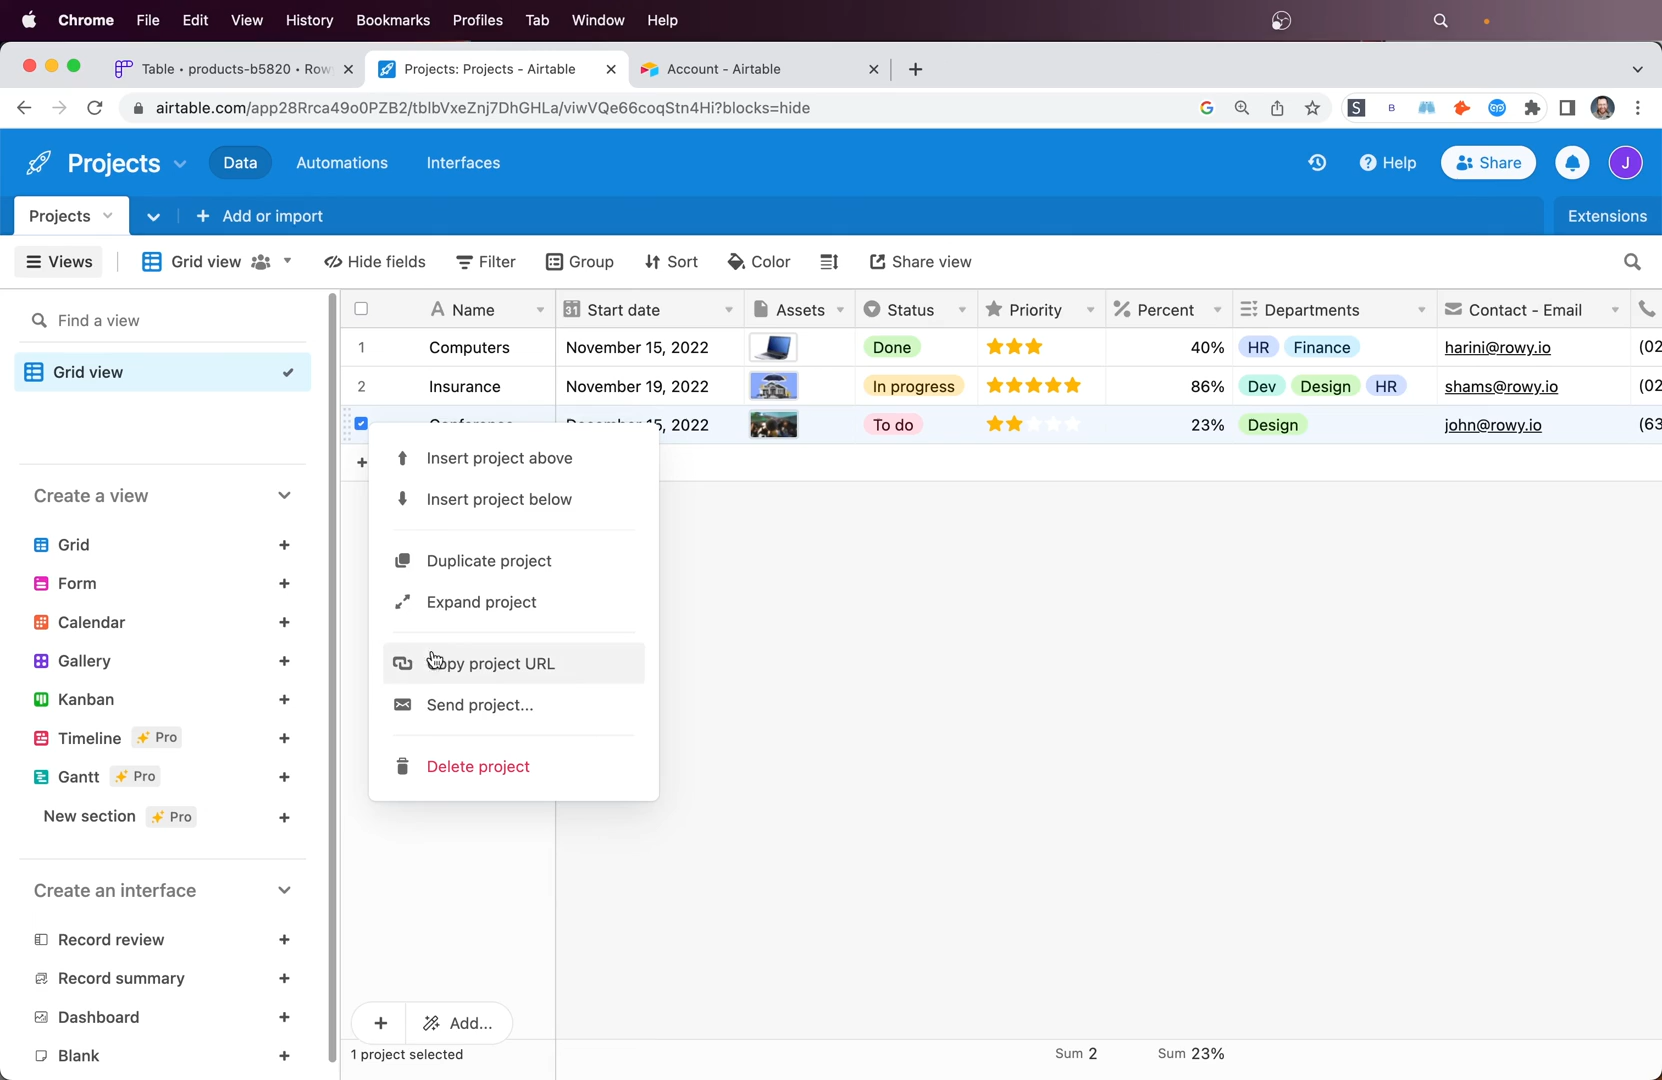 Chrome File Edit View History Bookmarks Profiles Tab Window Help
Table • products-b5820 • Row
Projects: Projects - Airtable
Account - Airtable
airtable.com/app28Rrca49o0PZB2/tblbVxeZnj7DhGHLa/viwVQe66coqStn4Hi?blocks=hide
Projects Data Automations Interfaces Help Share J
Projects Add or import Extensions
Views Grid view Hide fields Filter Group Sort Color Share view
Find a view
Grid view
Create a view
Grid
Form
Calendar
Gallery
Kanban
Timeline Pro
Gantt Pro
New section Pro
Create an interface
Record review
Record summary
Dashboard
Blank
Name Start date Assets Status Priority Percent Departments Contact - Email
1 Computers November 15, 2022 Done 40% HR Finance harini@rowy.io (02
2 Insurance November 19, 2022 In progress 86% Dev Design HR shams@rowy.io (02
15, 2022 To do 23% Design john@rowy.io (63
Insert project above
Insert project below
Duplicate project
Expand project
project URL
Send project...
Delete project
+ Add...
1 project selected Sum 2 Sum 23%